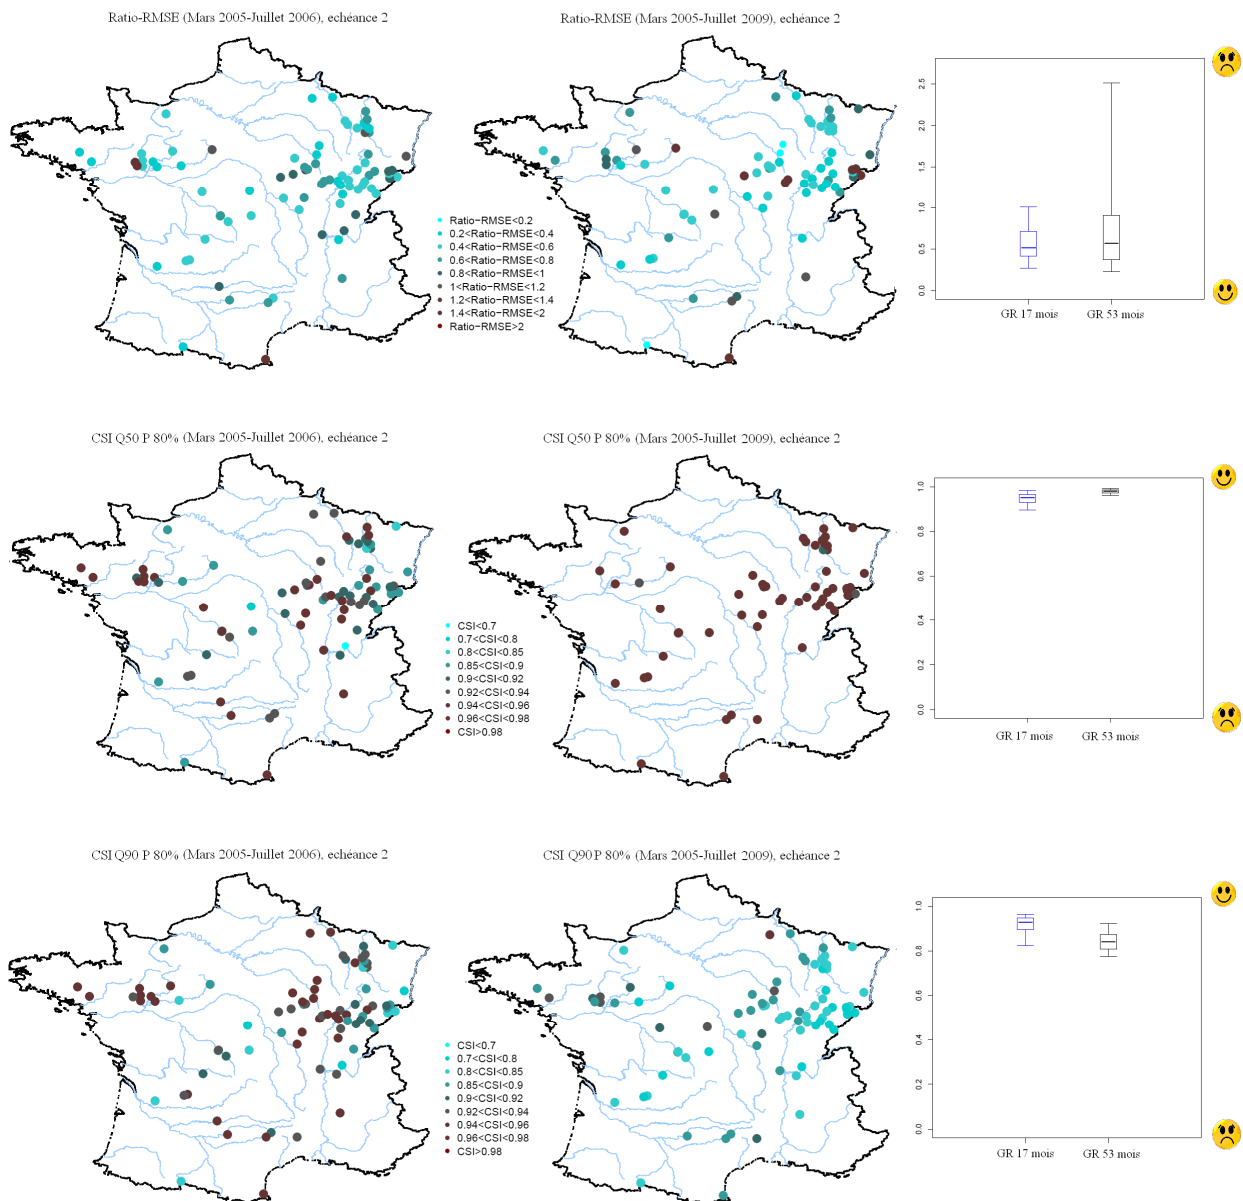 Ratio-RMSE (Mars 2005-Juillet 2006), echéance 2
Ratio-RMSE (Mars 2005-Juillet 2009), echéance 2
Ratio-RMSE<0.2
0.2<Ratio-RMSE<0.4
0.4<Ratio-RMSE<0.6
0.6<Ratio-RMSE<0.8
0.8<Ratio-RMSE<1
1<Ratio-RMSE<1.2
1.2<Ratio-RMSE<1.4
1.4<Ratio-RMSE<2
Ratio-RMSE>2
2.5
2.0
1.5
1.0
0.5
0.0
GR 17 mois
GR 53 mois
CSI Q50 P 80% (Mars 2005-Juillet 2006), echéance 2
CSI Q50 P 80% (Mars 2005-Juillet 2009), echéance 2
CSI<0.7
0.7<CSI<0.8
0.8<CSI<0.85
0.85<CSI<0.9
0.9<CSI<0.92
0.92<CSI<0.94
0.94<CSI<0.96
0.96<CSI<0.98
CSI>0.98
1.0
0.8
0.6
0.4
0.2
0.0
GR 17 mois
GR 53 mois
CSI Q90 P 80% (Mars 2005-Juillet 2006), echéance 2
CSI Q90 P 80% (Mars 2005-Juillet 2009), echéance 2
CSI<0.7
0.7<CSI<0.8
0.8<CSI<0.85
0.85<CSI<0.9
0.9<CSI<0.92
0.92<CSI<0.94
0.94<CSI<0.96
0.96<CSI<0.98
CSI>0.98
1.0
0.8
0.6
0.4
0.2
0.0
GR 17 mois
GR 53 mois